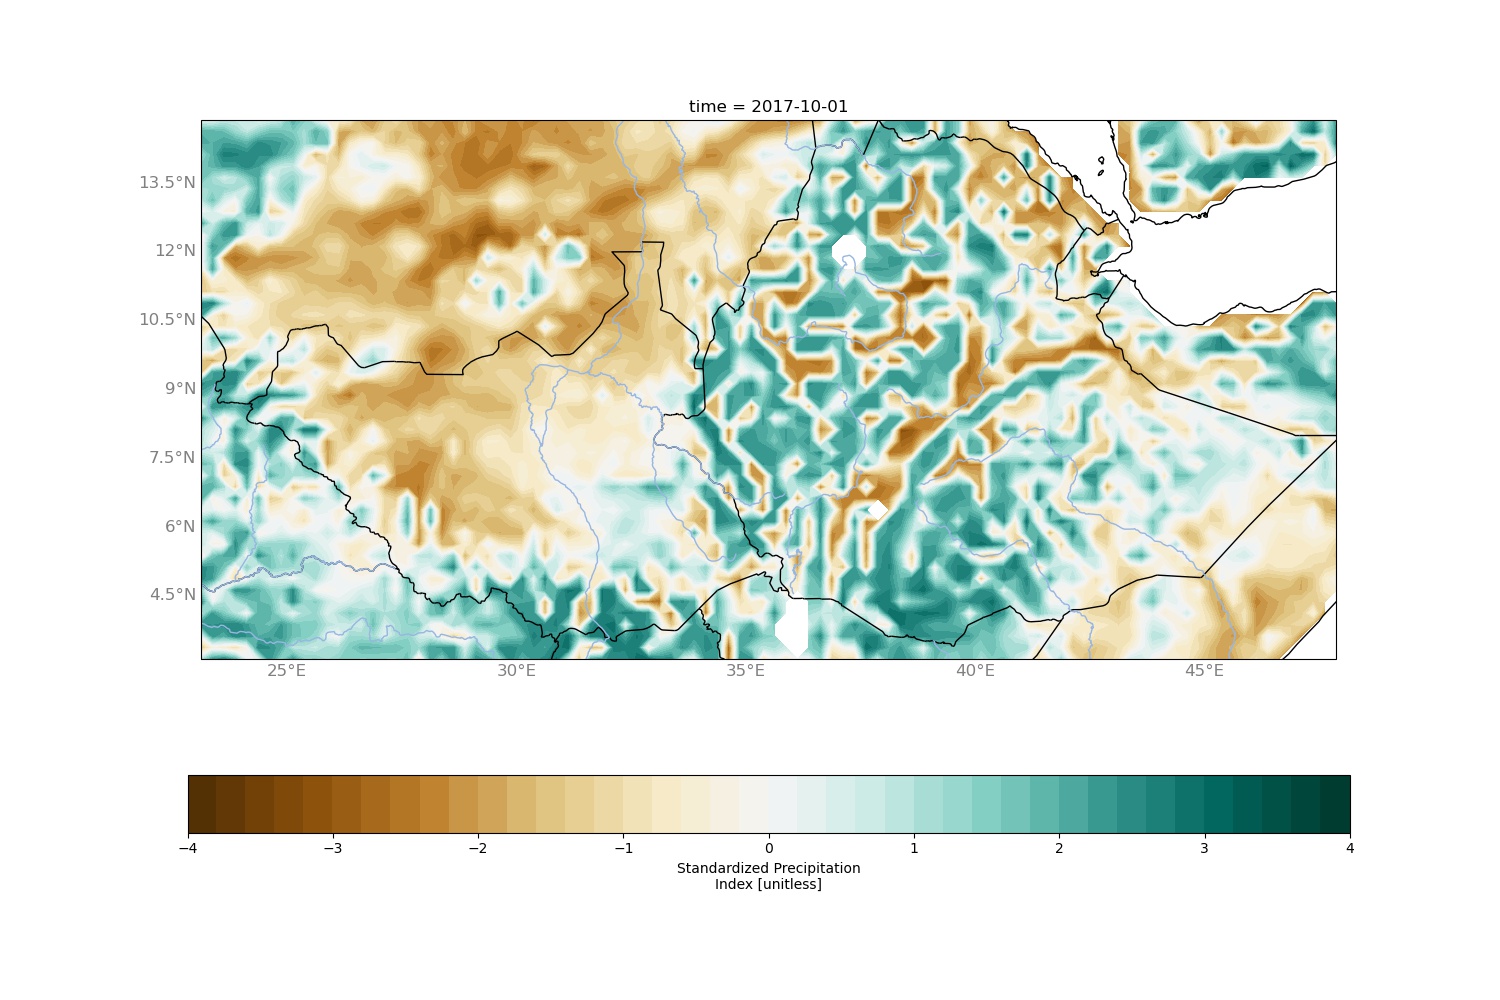 time = 2017-10-01
13.5°N
12°N
10.5°N
9°N
7.5°N
6°N
4.5°N
25°E 30°E 35°E 40°E 45°E
−4 −3 −2 −1 0 1 2 3 4
Standardized Precipitation
Index [unitless]